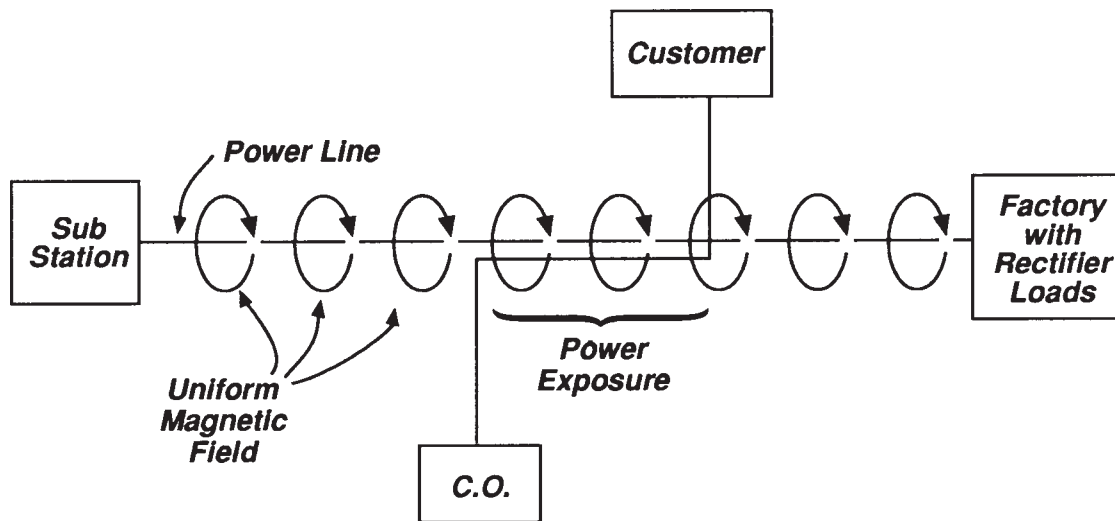 Customer
Power Line
Sub
Station
Factory
with
Rectifier
Loads
Power
Exposure
Uniform
Magnetic
Field
C.O.